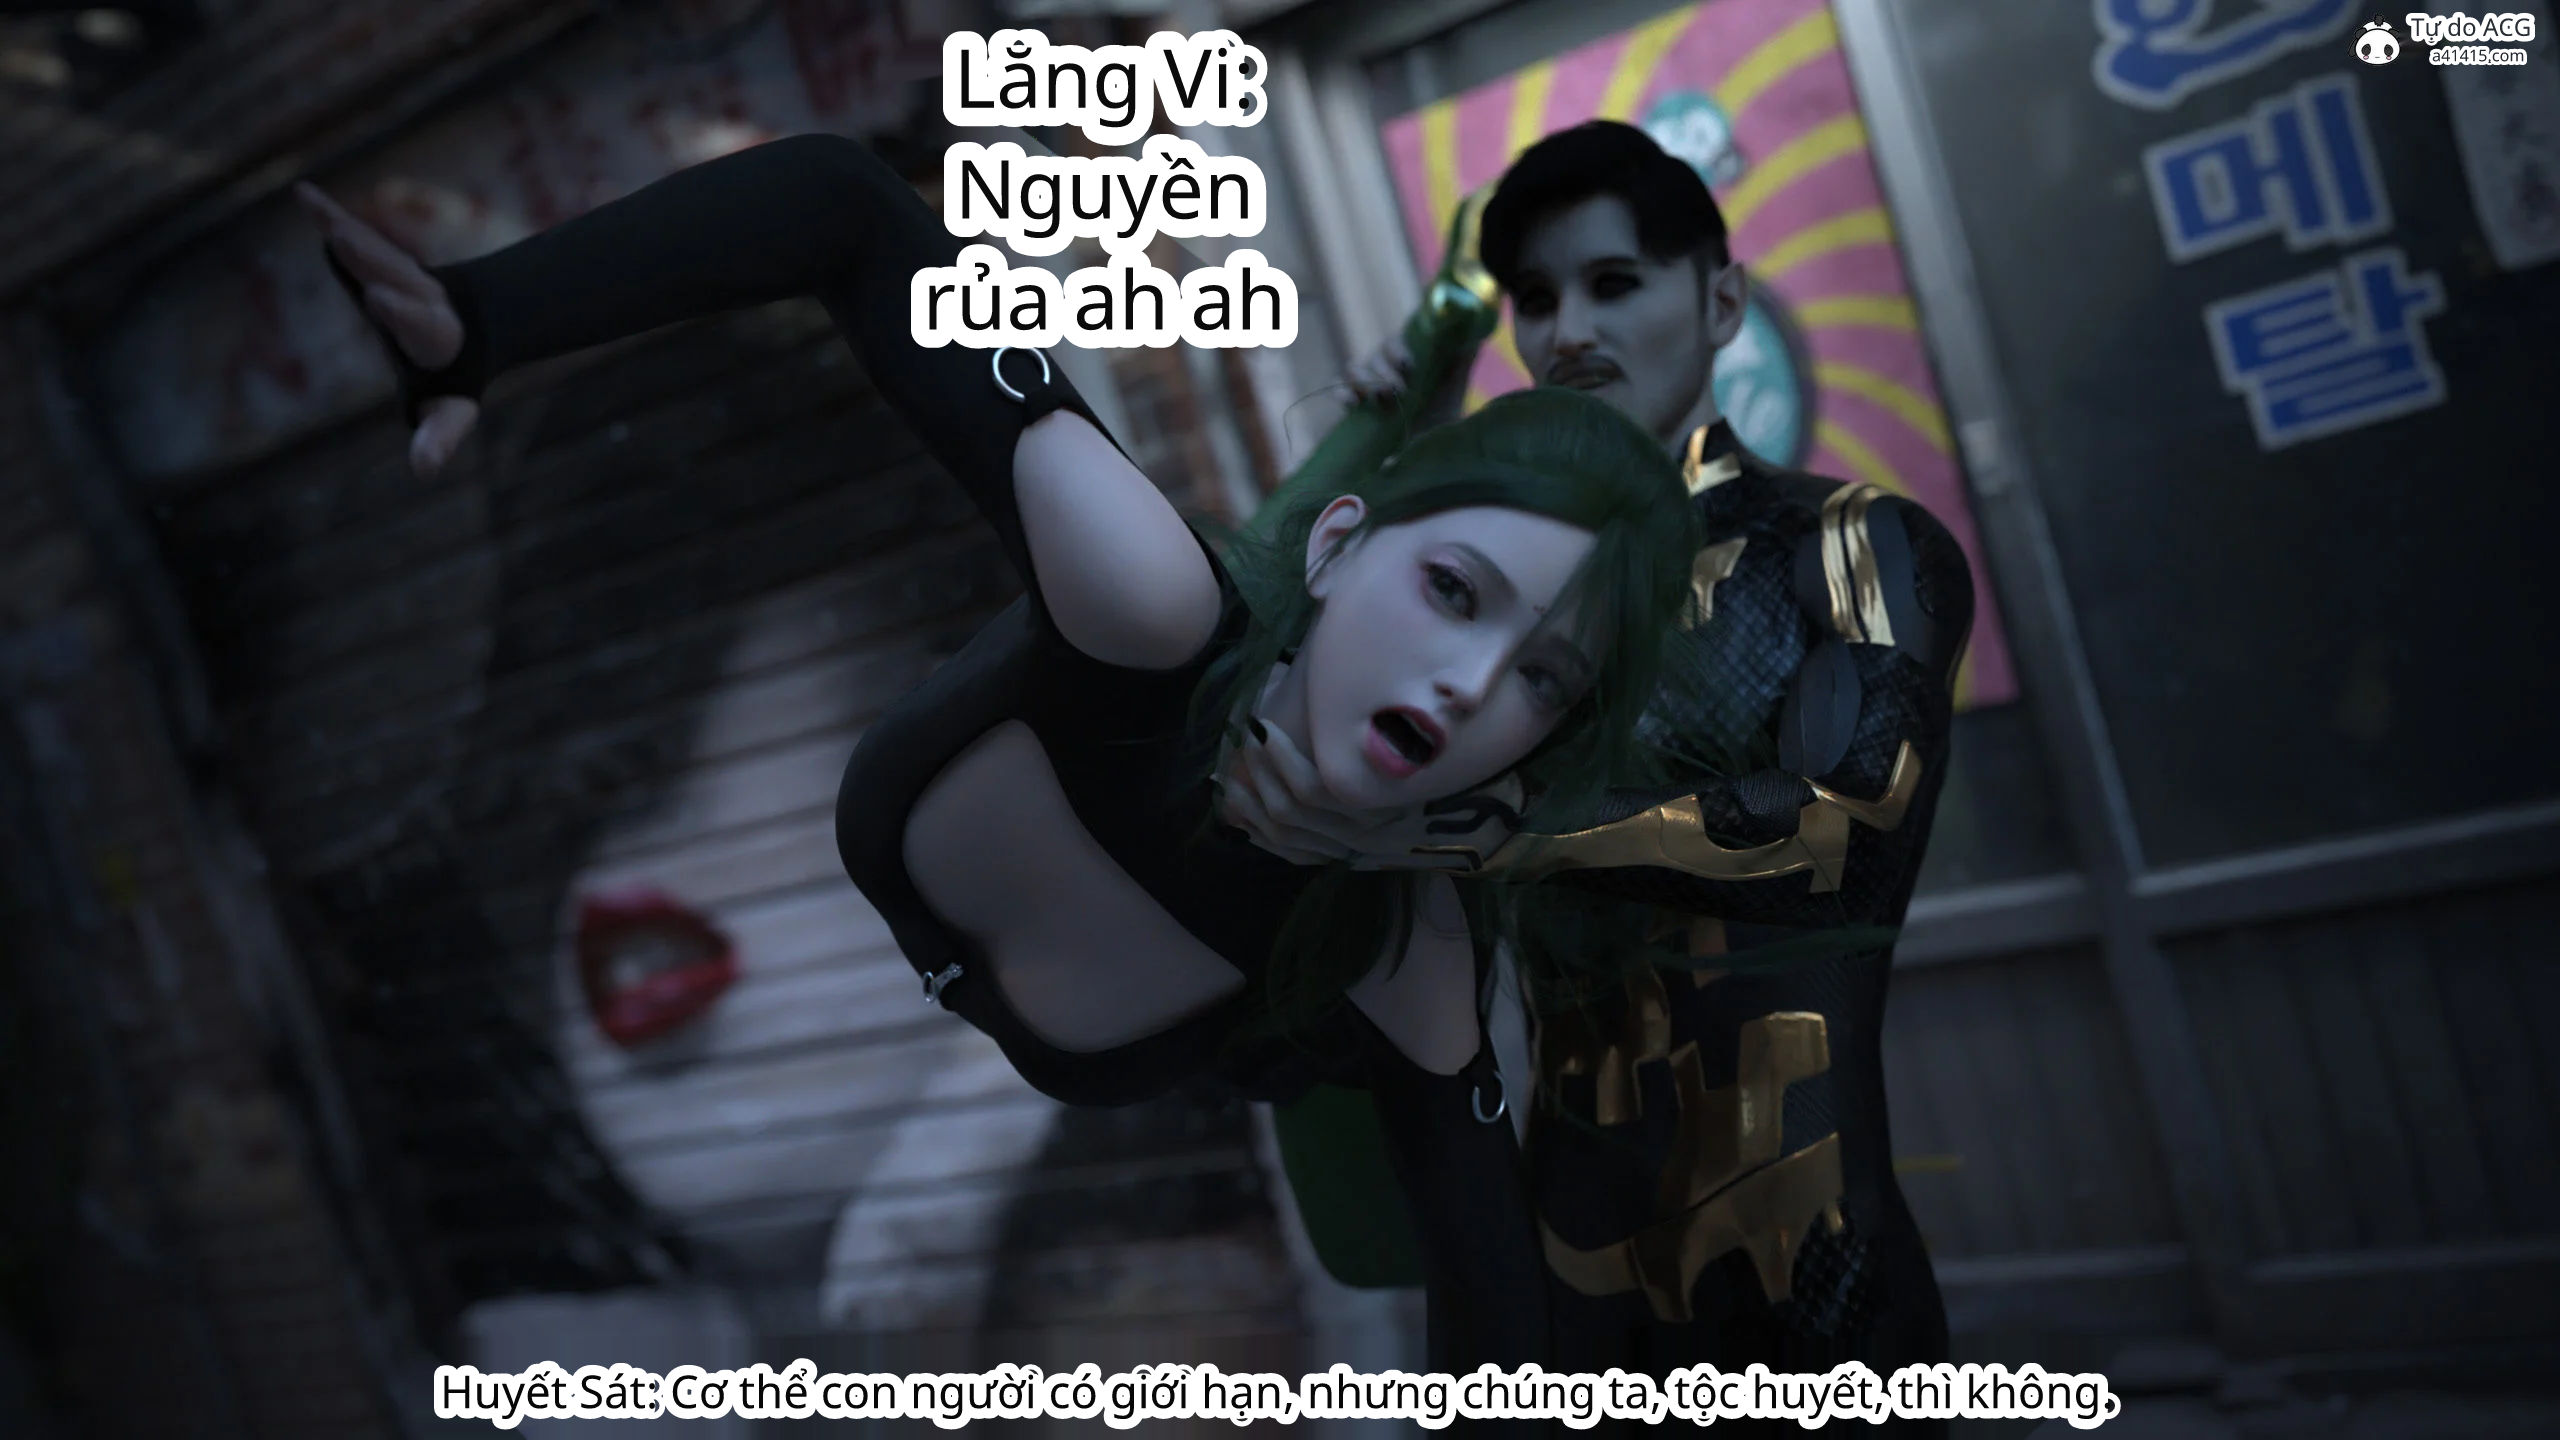 Tự do ACG
a41415.com
Lẳng Vi:
Nguyền
rủa ah ah
메
탈
Huyết Sát: Cơ thể con người có giới hạn, nhưng chúng ta, tộc huyết, thì không.